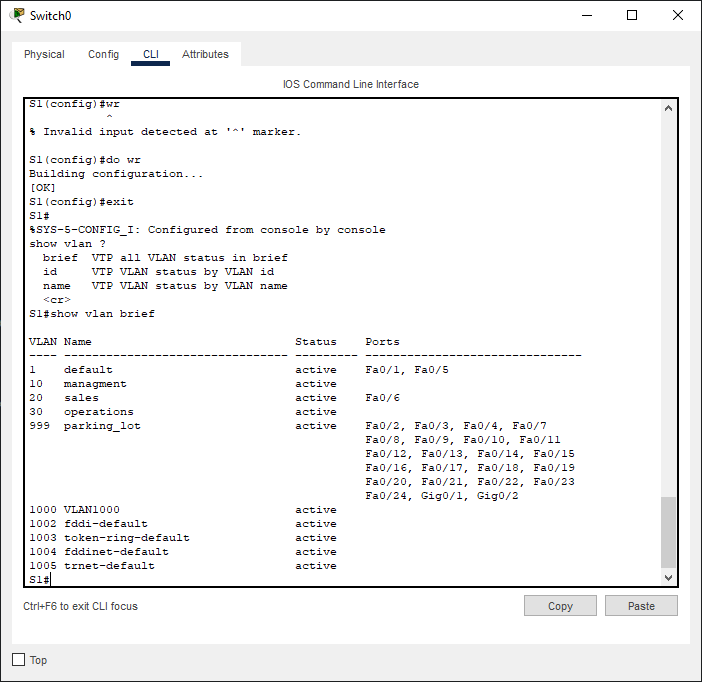 Switch0
Physical Config CLI Attributes
IOS Command Line Interface
S1(config)#wr
^
% Invalid input detected at '^' marker.
S1(config)#do wr
Building configuration...
[OK]
S1(config)#exit
S1#
%SYS-5-CONFIG_I: Configured from console by console
show vlan ?
brief VTP all VLAN status in brief
id VTP VLAN status by VLAN id
name VTP VLAN status by VLAN name
<cr>
S1#show vlan brief
VLAN Name Status Ports
---- -------------------------------- --------- -------------------------------
1 default active Fa0/1, Fa0/5
10 managment active
20 sales active Fa0/6
30 operations active
999 parking_lot active Fa0/2, Fa0/3, Fa0/4, Fa0/7
Fa0/8, Fa0/9, Fa0/10, Fa0/11
Fa0/12, Fa0/13, Fa0/14, Fa0/15
Fa0/16, Fa0/17, Fa0/18, Fa0/19
Fa0/20, Fa0/21, Fa0/22, Fa0/23
Fa0/24, Gig0/1, Gig0/2
1000 VLAN1000 active
1002 fddi-default active
1003 token-ring-default active
1004 fddinet-default active
1005 trnet-default active
S1#
Ctrl+F6 to exit CLI focus
Copy Paste
Top